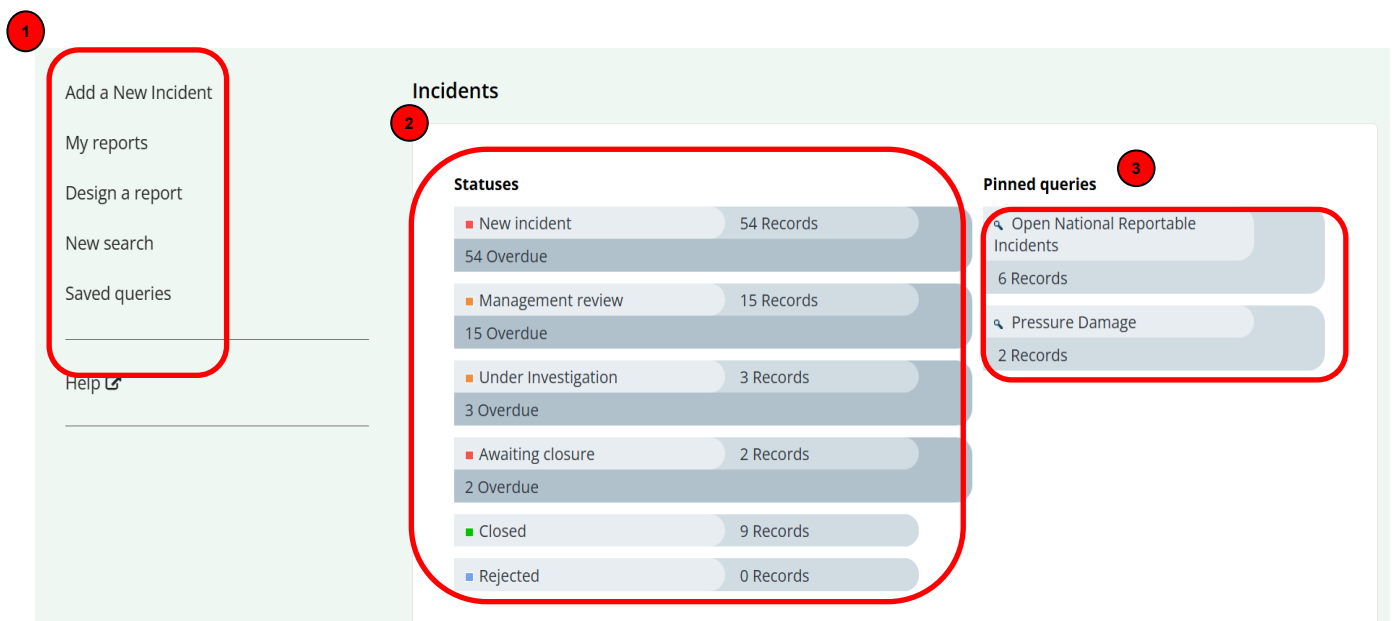 1
Add a New Incident
My reports
Design a report
New search
Saved queries
Help
Incidents
2
Statuses
New incident 54 Records
54 Overdue
Management review 15 Records
15 Overdue
Under Investigation 3 Records
3 Overdue
Awaiting closure 2 Records
2 Overdue
Closed 9 Records
Rejected 0 Records
3
Pinned queries
Open National Reportable
Incidents
6 Records
Pressure Damage
2 Records